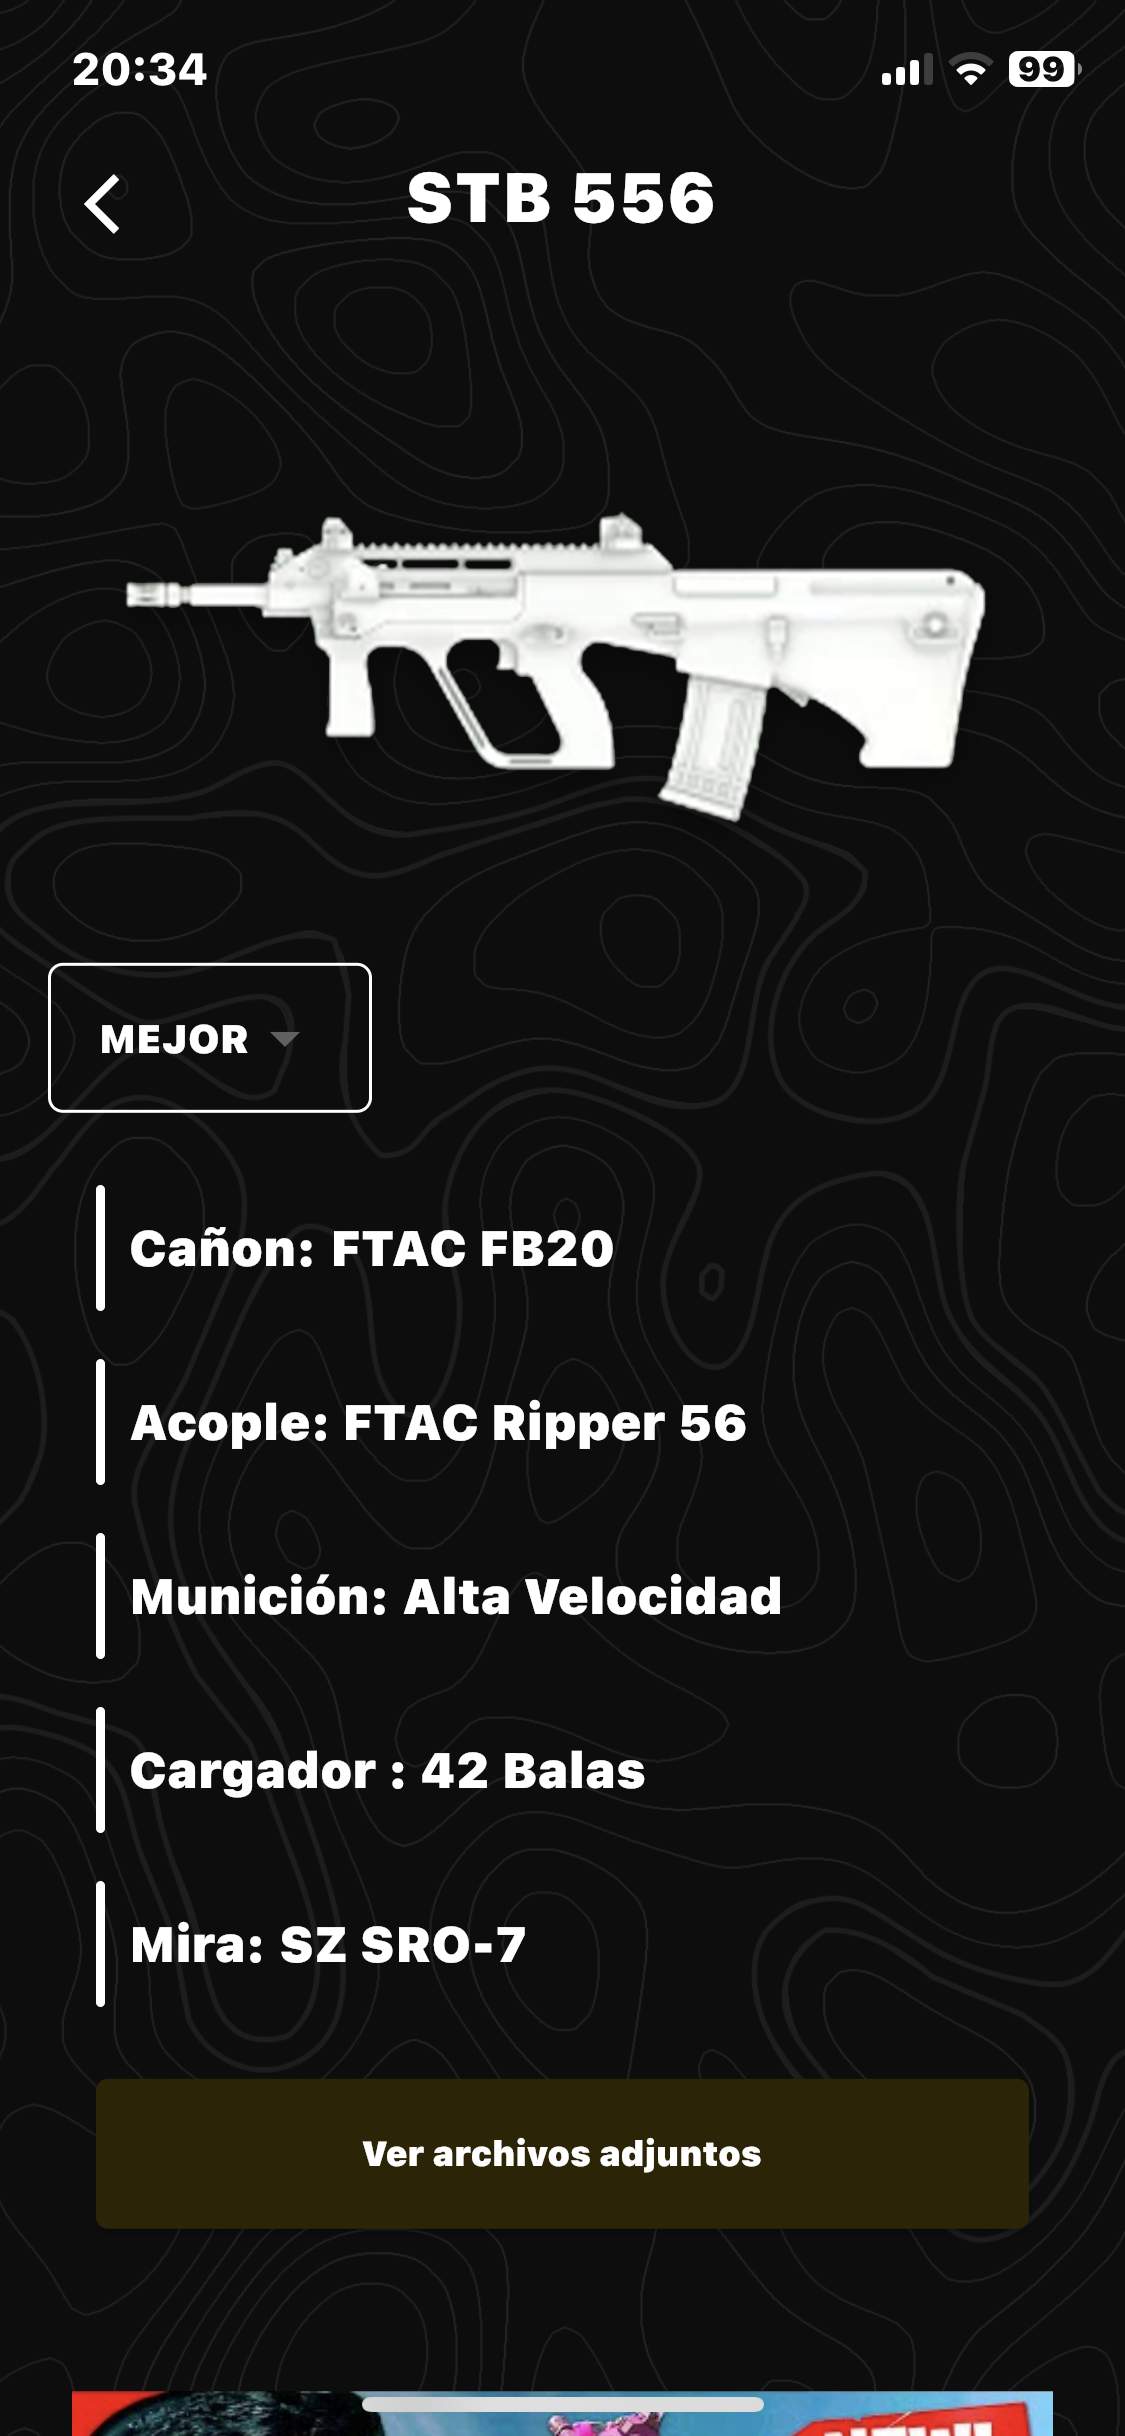 20:34
99
STB 556
MEJOR
Cañon: FTAC FB20
Acople: FTAC Ripper 56
Munición: Alta Velocidad
Cargador : 42 Balas
Mira: SZ SRO-7
Ver archivos adjuntos